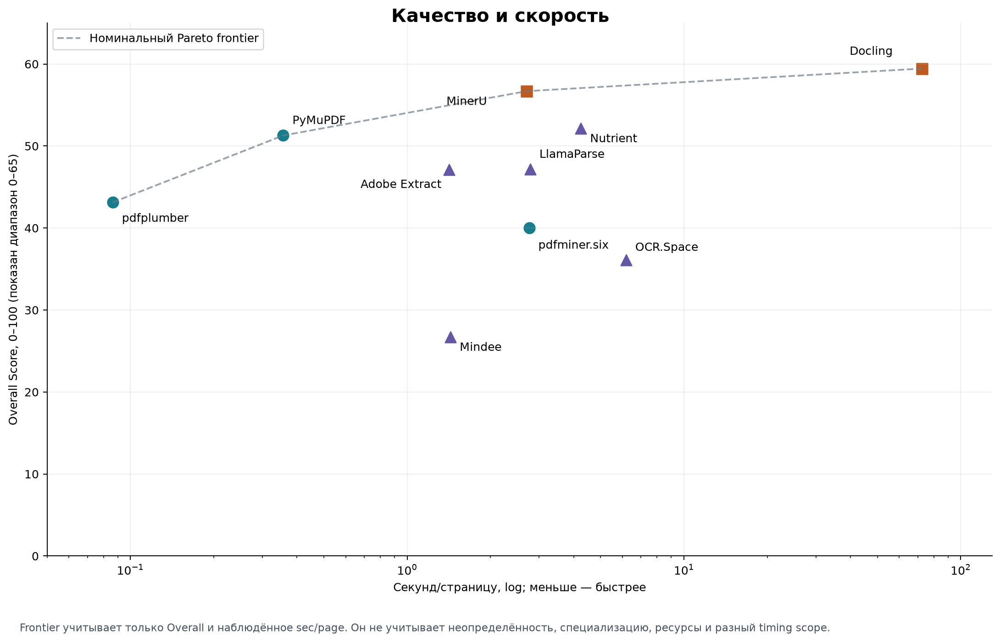 Качество и скорость
Номинальный Pareto frontier
Docling
MinerU
PyMuPDF
Nutrient
LlamaParse
Adobe Extract
pdfplumber
pdfminer.six
OCR.Space
Mindee
Overall Score, 0–100 (показан диапазон 0–65)
60
50
40
30
20
10
0
10⁻¹
10⁰
10¹
10²
Секунд/страницу, log; меньше — быстрее
Frontier учитывает только Overall и наблюдённое sec/page. Он не учитывает неопределённость, специализацию, ресурсы и разный timing scope.